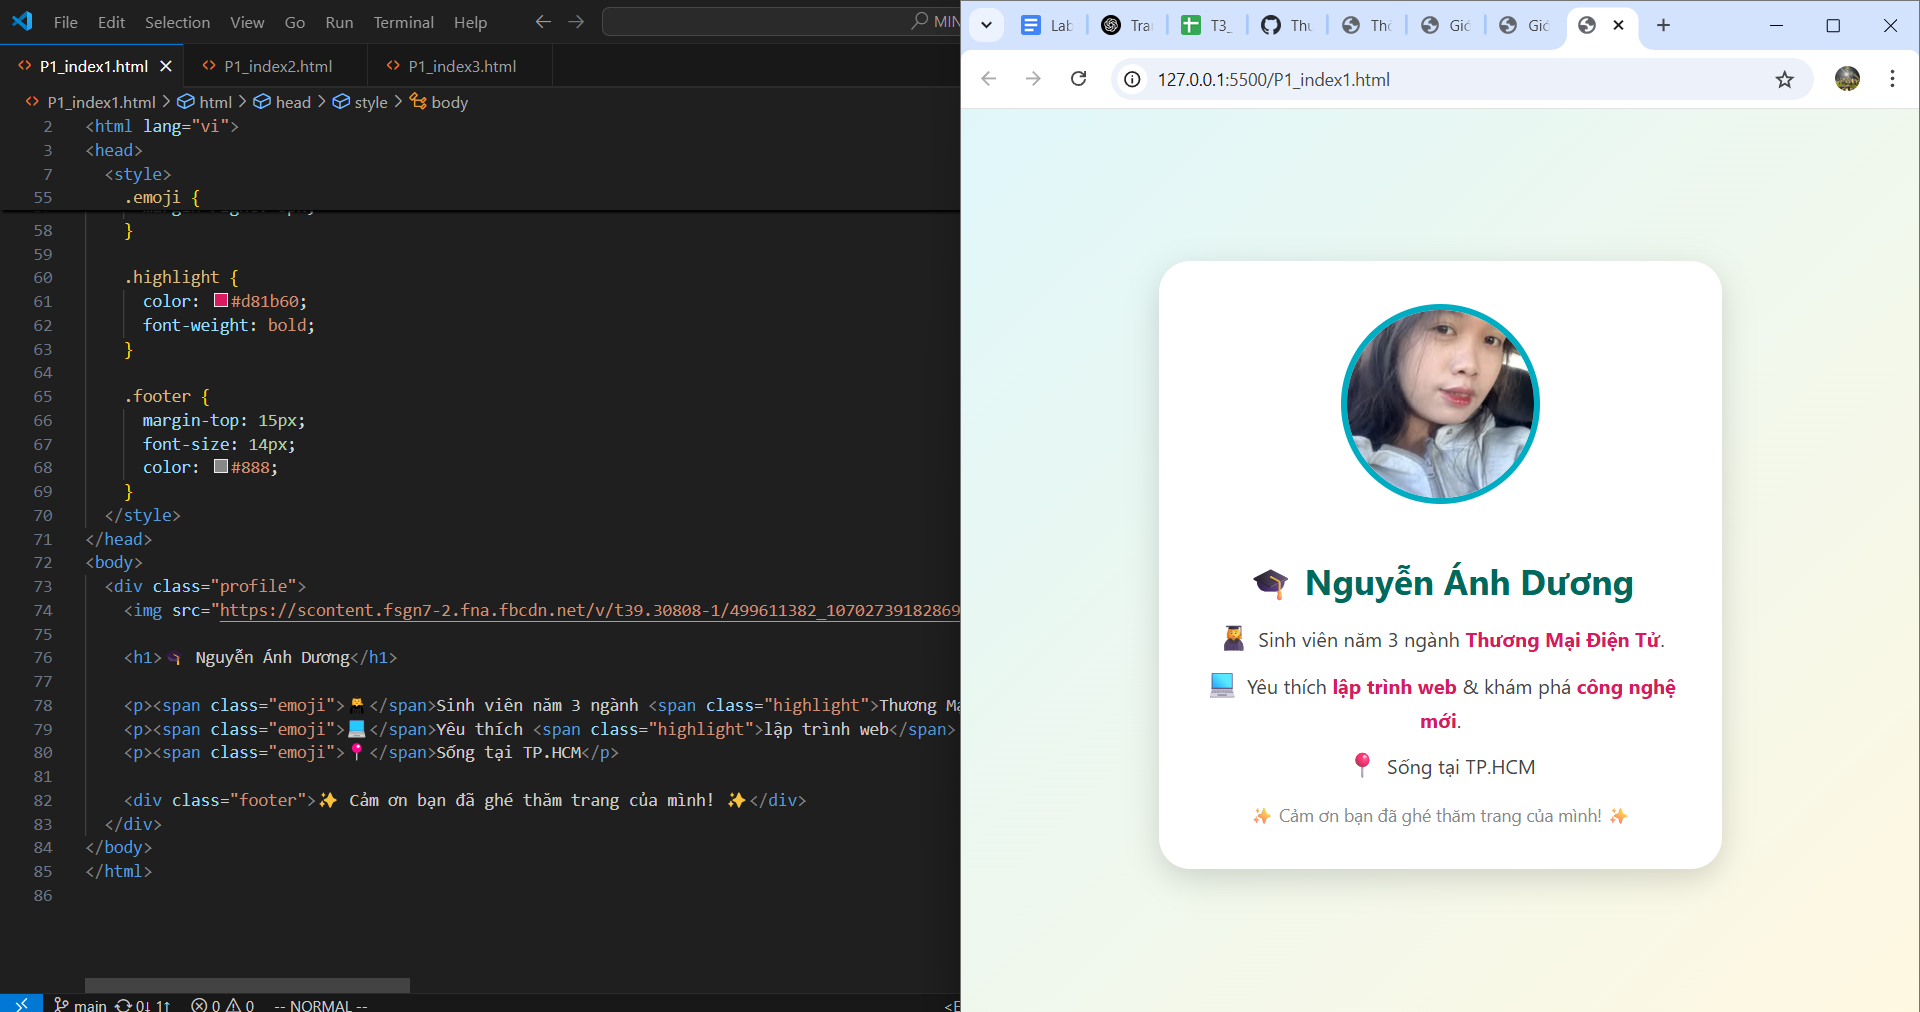 File Edit Selection View Go Run Terminal Help
MIN
P1_index1.html
P1_index2.html
P1_index3.html
P1_index1.html > html > head > style > body
2 <html lang="vi">
3 <head>
7 <style>
55 .emoji {
58 }
59
60 .highlight {
61 color: #d81b60;
62 font-weight: bold;
63 }
64
65 .footer {
66 margin-top: 15px;
67 font-size: 14px;
68 color: #888;
69 }
70 </style>
71 </head>
72 <body>
73 <div class="profile">
74 <img src="https://scontent.fsgn7-2.fna.fbcdn.net/v/t39.30808-1/499611382_10702739182869
75
76 <h1>🎓 Nguyễn Ánh Dương</h1>
77
78 <p><span class="emoji">👩‍🎓</span>Sinh viên năm 3 ngành <span class="highlight">Thương Mạ
79 <p><span class="emoji">💻</span>Yêu thích <span class="highlight">lập trình web</span>
80 <p><span class="emoji">📍</span>Sống tại TP.HCM</p>
81
82 <div class="footer">✨ Cảm ơn bạn đã ghé thăm trang của mình! ✨</div>
83 </div>
84 </body>
85 </html>
86
main 0↓ 1↑ 0 0 -- NORMAL --
Lab
Tra
T3_
Thu
Thô
Giớ
Giớ
127.0.0.1:5500/P1_index1.html
🎓 Nguyễn Ánh Dương
👩‍🎓 Sinh viên năm 3 ngành Thương Mại Điện Tử.
💻 Yêu thích lập trình web & khám phá công nghệ
mới.
📍 Sống tại TP.HCM
✨ Cảm ơn bạn đã ghé thăm trang của mình! ✨